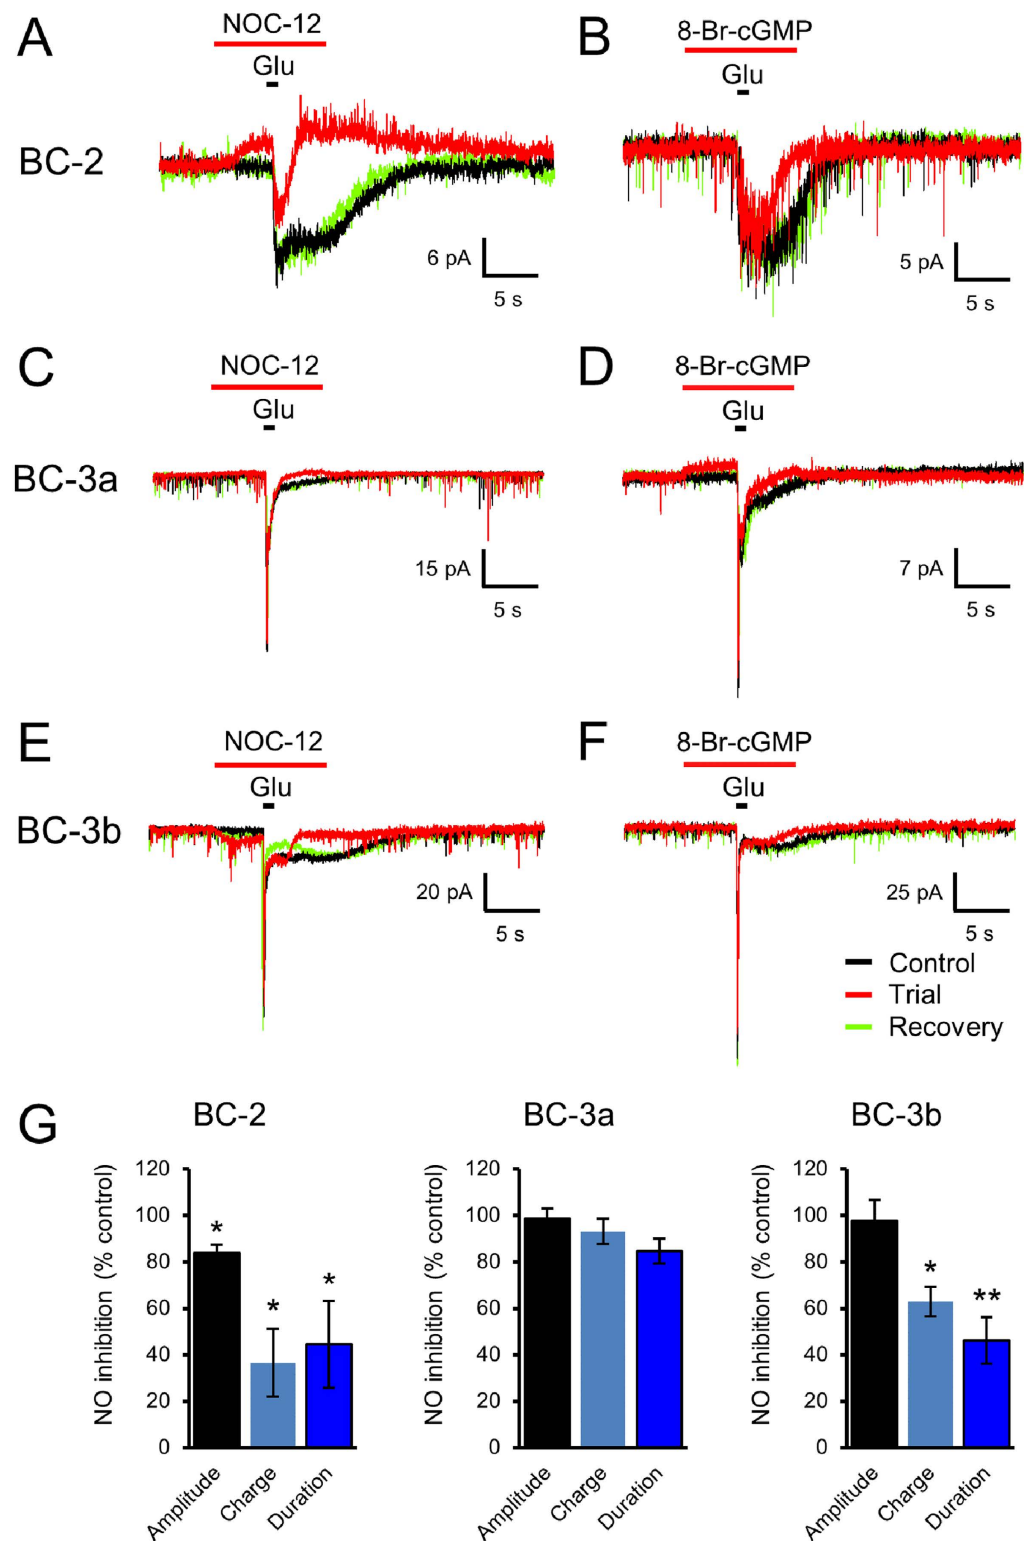 A
NOC-12
Glu
BC-2
6 pA
5 s
B
8-Br-cGMP
Glu
5 pA
5 s
C
NOC-12
Glu
BC-3a
15 pA
5 s
D
8-Br-cGMP
Glu
7 pA
5 s
E
NOC-12
Glu
BC-3b
20 pA
5 s
F
8-Br-cGMP
Glu
25 pA
5 s
Control
Trial
Recovery
G
BC-2
NO inhibition (% control)
120
100
80
60
40
20
0
*
*
*
Amplitude
Charge
Duration
BC-3a
NO inhibition (% control)
120
100
80
60
40
20
0
Amplitude
Charge
Duration
BC-3b
NO inhibition (% control)
120
100
80
60
40
20
0
*
**
Amplitude
Charge
Duration